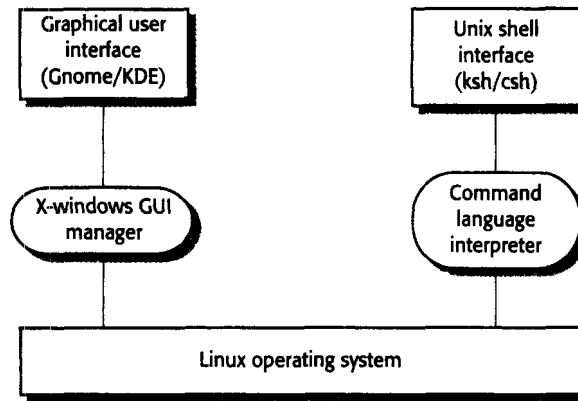 Graphical user
interface
(Gnome/KDE)
Unix shell
interface
(ksh/csh)
X-windows GUI
manager
Command
language
interpreter
Linux operating system